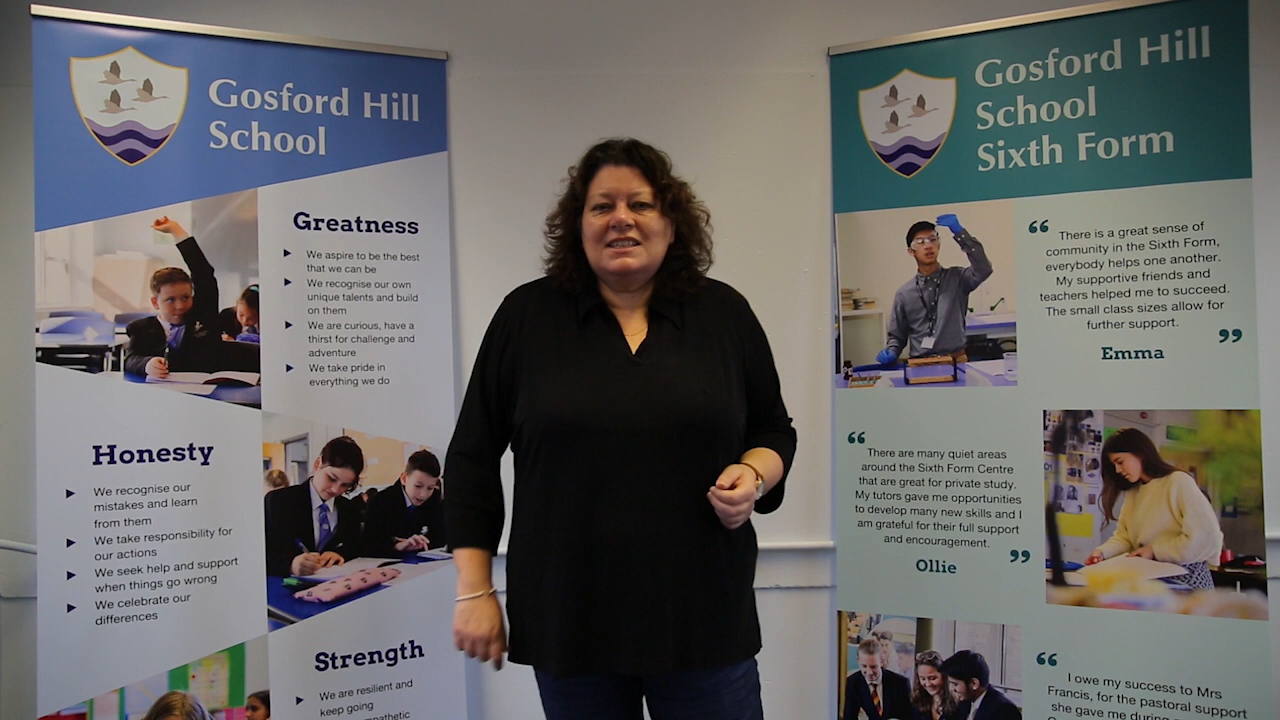 Gosford Hill
School
Greatness
We aspire to be the best
that we can be
We recognise our own
unique talents and build
on them
We are curious, have a
thirst for challenge and
adventure
We take pride in
everything we do
Honesty
We recognise our
mistakes and learn
from them
We take responsibility for
our actions
We seek help and support
when things go wrong
We celebrate our
differences
Strength
We are resilient and
keep going
Gosford Hill
School
Sixth Form
“ There is a great sense of
community in the Sixth Form,
everybody helps one another.
My supportive friends and
teachers helped me to succeed.
The small class sizes allow for
further support. ”
Emma
“ There are many quiet areas
around the Sixth Form Centre
that are great for private study.
My tutors gave me opportunities
to develop many new skills and I
am grateful for their full support
and encouragement. ”
Ollie
“ I owe my success to Mrs
Francis, for the pastoral support
she gave me during